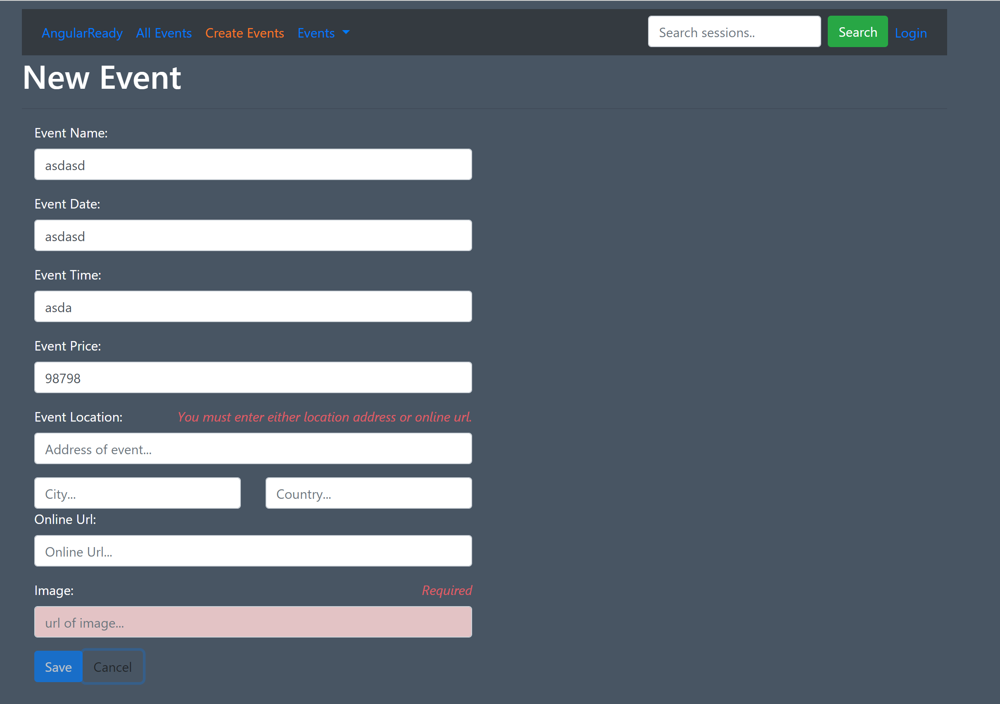 AngularReady All Events Create Events Events Search sessions.. Search Login
New Event
Event Name:
asdasd
Event Date:
asdasd
Event Time:
asda
Event Price:
98798
Event Location: You must enter either location address or online url.
Address of event...
City... Country...
Online Url:
Online Url...
Image: Required
url of image...
Save Cancel